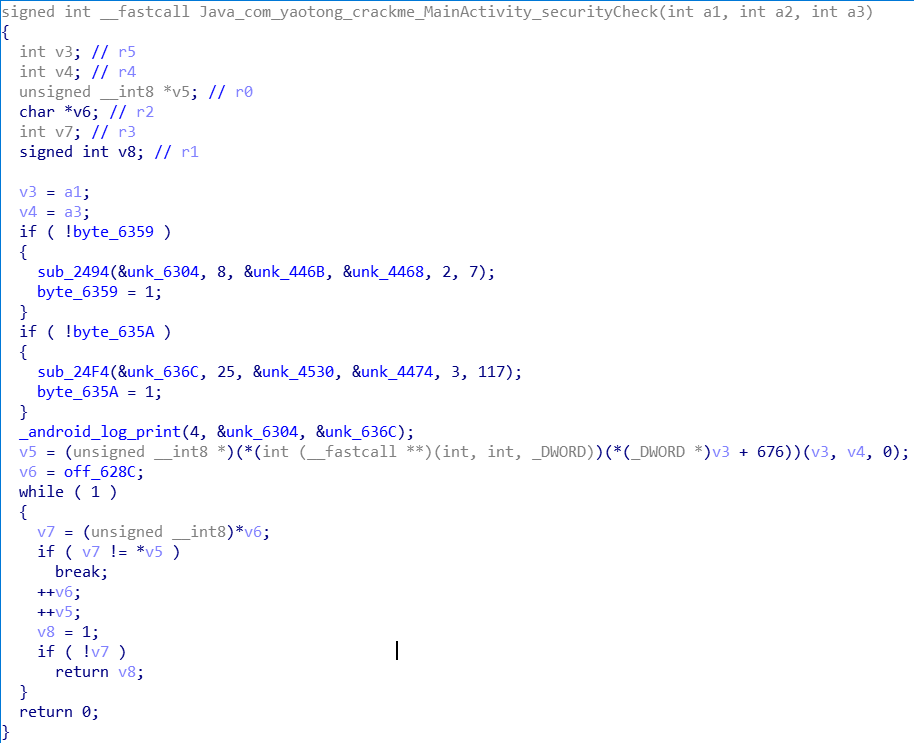 signed int __fastcall Java_com_yaotong_crackme_MainActivity_securityCheck(int a1, int a2, int a3)
{
  int v3; // r5
  int v4; // r4
  unsigned __int8 *v5; // r0
  char *v6; // r2
  int v7; // r3
  signed int v8; // r1

  v3 = a1;
  v4 = a3;
  if ( !byte_6359 )
  {
    sub_2494(&unk_6304, 8, &unk_446B, &unk_4468, 2, 7);
    byte_6359 = 1;
  }
  if ( !byte_635A )
  {
    sub_24F4(&unk_636C, 25, &unk_4530, &unk_4474, 3, 117);
    byte_635A = 1;
  }
  _android_log_print(4, &unk_6304, &unk_636C);
  v5 = (unsigned __int8 *)(*(int (__fastcall **)(int, int, _DWORD))(*(_DWORD *)v3 + 676))(v3, v4, 0);
  v6 = off_628C;
  while ( 1 )
  {
    v7 = (unsigned __int8)*v6;
    if ( v7 != *v5 )
      break;
    ++v6;
    ++v5;
    v8 = 1;
    if ( !v7 )
      return v8;
  }
  return 0;
}